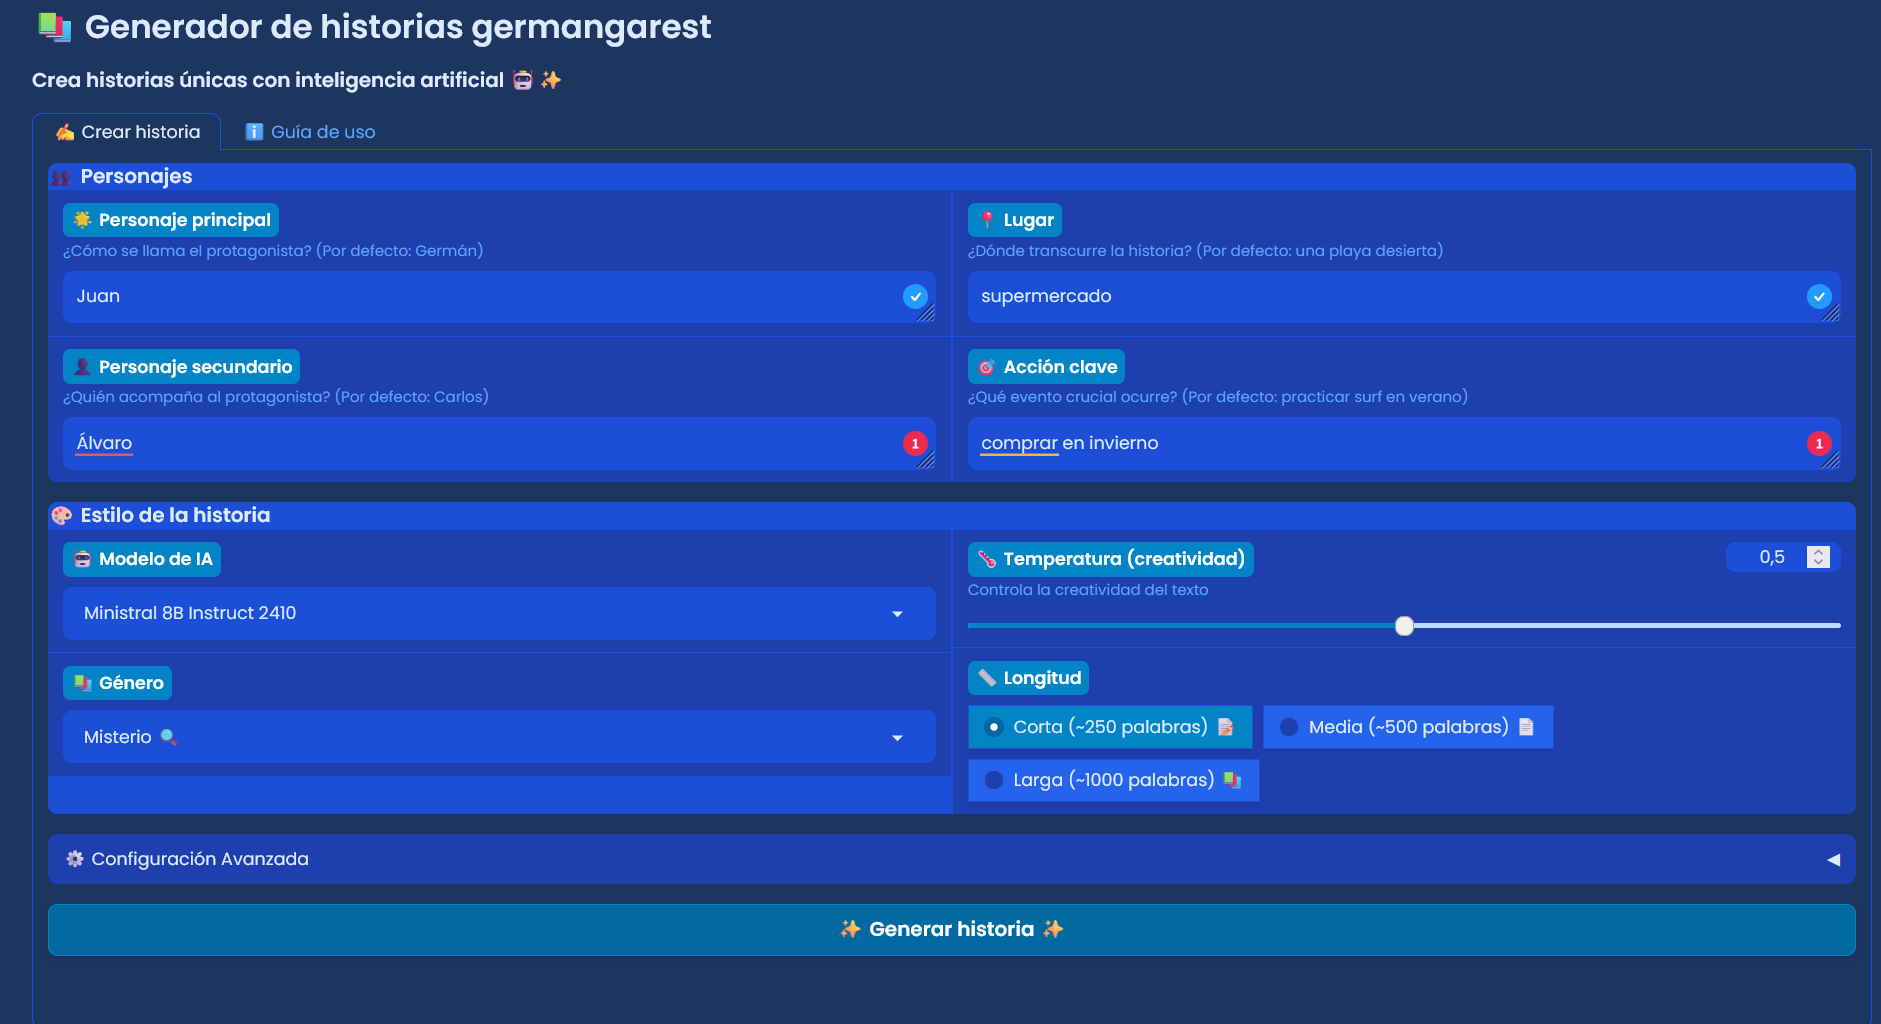 Generador de historias germangarest
Crea historias únicas con inteligencia artificial
Crear historia
Guía de uso
Personajes
Personaje principal
¿Cómo se llama el protagonista? (Por defecto: Germán)
Juan
Lugar
¿Dónde transcurre la historia? (Por defecto: una playa desierta)
supermercado
Personaje secundario
¿Quién acompaña al protagonista? (Por defecto: Carlos)
Álvaro
1
Acción clave
¿Qué evento crucial ocurre? (Por defecto: practicar surf en verano)
comprar en invierno
1
Estilo de la historia
Modelo de IA
Ministral 8B Instruct 2410
Género
Misterio
Temperatura (creatividad)
0,5
Controla la creatividad del texto
Longitud
Corta (~250 palabras)
Media (~500 palabras)
Larga (~1000 palabras)
Configuración Avanzada
Generar historia